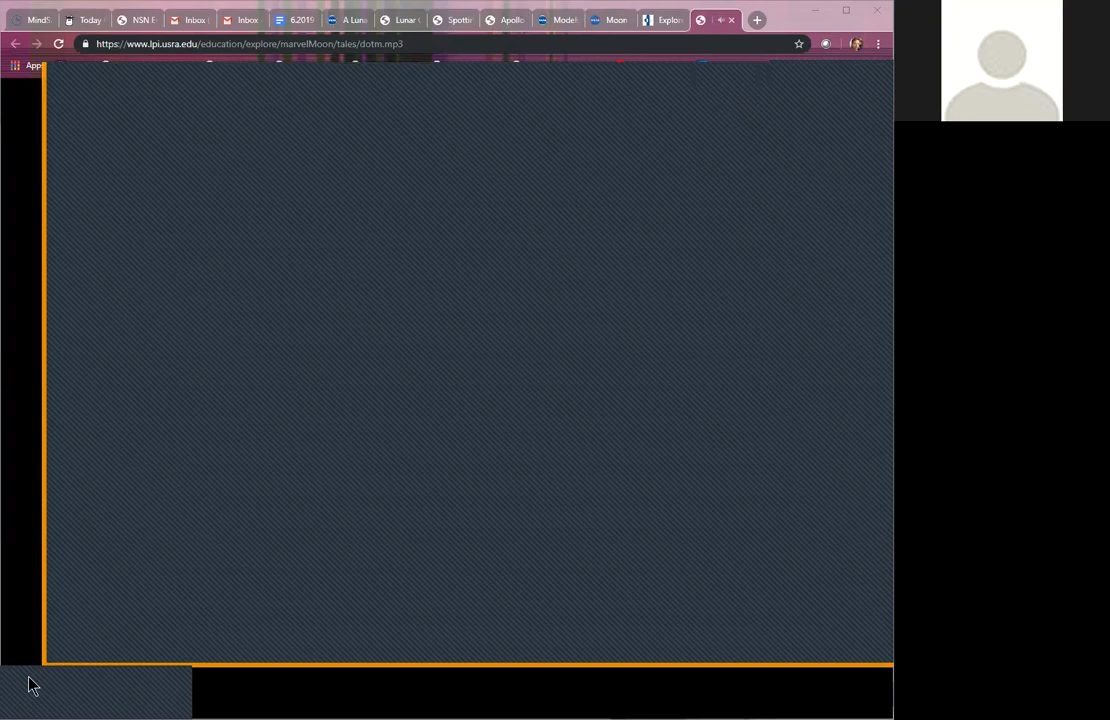 MindS Today NSN E Inbox ( Inbox 6.2019 A Luna Lunar Spottin Apollo Model Moon Explor
https://www.lpi.usra.edu/education/explore/marvelMoon/tales/dotm.mp3
App